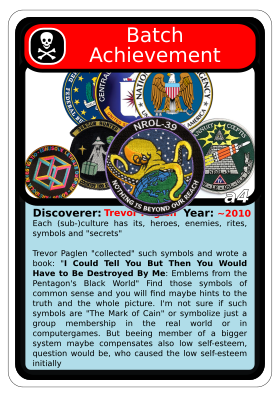 Batch
Achievement
CENTRAL
NROL-39
NOTHING IS BEYOND OUR REACH
a4
Discoverer: Trevor Paglen Year: ~2010
Each (sub-)culture has its, heroes, enemies, rites,
symbols and "secrets"
Trevor Paglen "collected" such symbols and wrote a
book: "I Could Tell You But Then You Would
Have to Be Destroyed By Me: Emblems from the
Pentagon's Black World" Find those symbols of
common sense and you will find maybe hints to the
truth and the whole picture. I'm not sure if such
symbols are "The Mark of Cain" or symbolize just a
group membership in the real world or in
computergames. But beeing member of a bigger
system maybe compensates also low self-esteem,
question would be, who caused the low self-esteem
initially